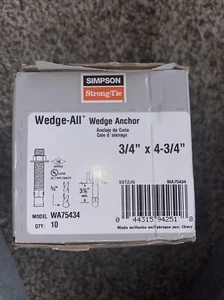 SIMPSON
Strong-Tie
Wedge-All® Wedge Anchor
Anclaje de Cuña
Cale d'ancrage
3/4" x 4-3/4"
WA75434
MODEL WA75434
QTY: 10
0 44315 94251 8